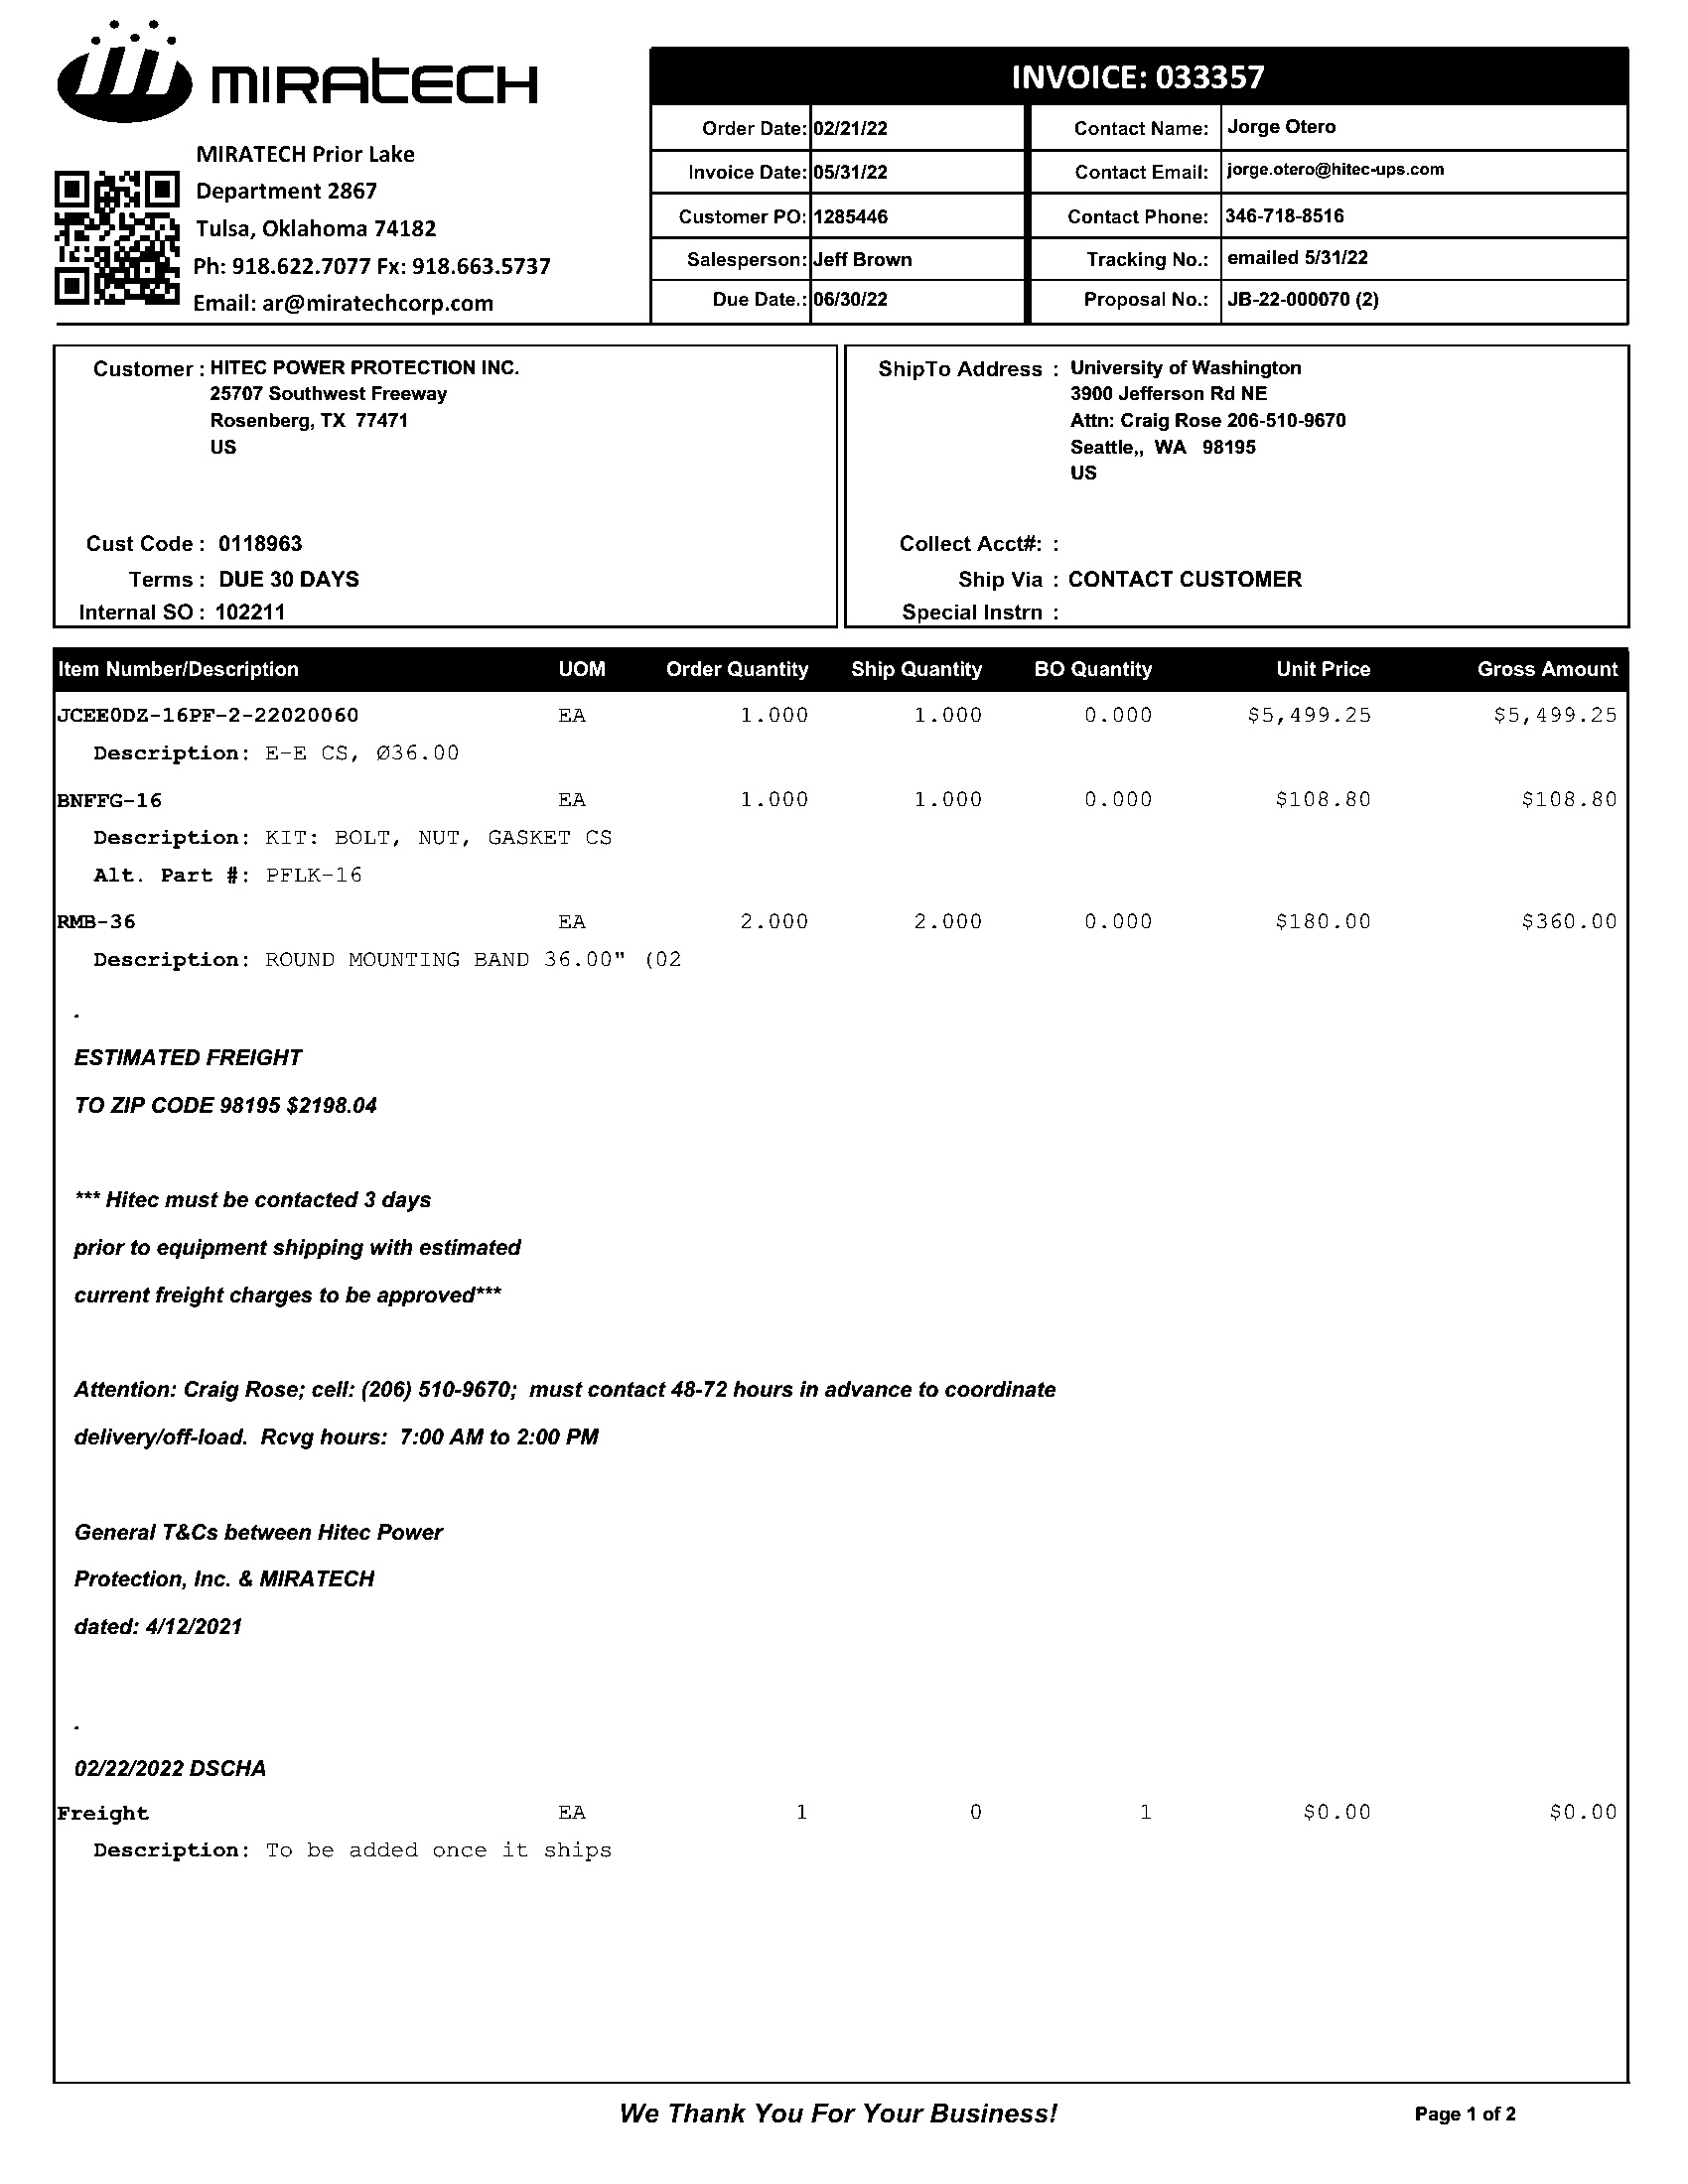 MIRATECH
MIRATECH Prior Lake
Department 2867
Tulsa, Oklahoma 74182
Ph: 918.622.7077 Fx: 918.663.5737
Email: ar@miratechcorp.com
INVOICE: 033357
Order Date: 02/21/22 Contact Name: Jorge Otero
Invoice Date: 05/31/22 Contact Email: jorge.otero@hitec-ups.com
Customer PO: 1285446 Contact Phone: 346-718-8516
Salesperson: Jeff Brown Tracking No.: emailed 5/31/22
Due Date.: 06/30/22 Proposal No.: JB-22-000070 (2)
Customer : HITEC POWER PROTECTION INC.
25707 Southwest Freeway
Rosenberg, TX 77471
US
Cust Code : 0118963
Terms : DUE 30 DAYS
Internal SO : 102211
ShipTo Address : University of Washington
3900 Jefferson Rd NE
Attn: Craig Rose 206-510-9670
Seattle,, WA 98195
US
Collect Acct#: :
Ship Via : CONTACT CUSTOMER
Special Instrn :
Item Number/Description UOM Order Quantity Ship Quantity BO Quantity Unit Price Gross Amount
JCEE0DZ-16PF-2-22020060 EA 1.000 1.000 0.000 $5,499.25 $5,499.25
Description: E-E CS, Ø36.00
BNFFG-16 EA 1.000 1.000 0.000 $108.80 $108.80
Description: KIT: BOLT, NUT, GASKET CS
Alt. Part #: PFLK-16
RMB-36 EA 2.000 2.000 0.000 $180.00 $360.00
Description: ROUND MOUNTING BAND 36.00" (02
.
ESTIMATED FREIGHT
TO ZIP CODE 98195 $2198.04
*** Hitec must be contacted 3 days
prior to equipment shipping with estimated
current freight charges to be approved***
Attention: Craig Rose; cell: (206) 510-9670; must contact 48-72 hours in advance to coordinate
delivery/off-load. Rcvg hours: 7:00 AM to 2:00 PM
General T&Cs between Hitec Power
Protection, Inc. & MIRATECH
dated: 4/12/2021
.
02/22/2022 DSCHA
Freight EA 1 0 1 $0.00 $0.00
Description: To be added once it ships
We Thank You For Your Business!
Page 1 of 2